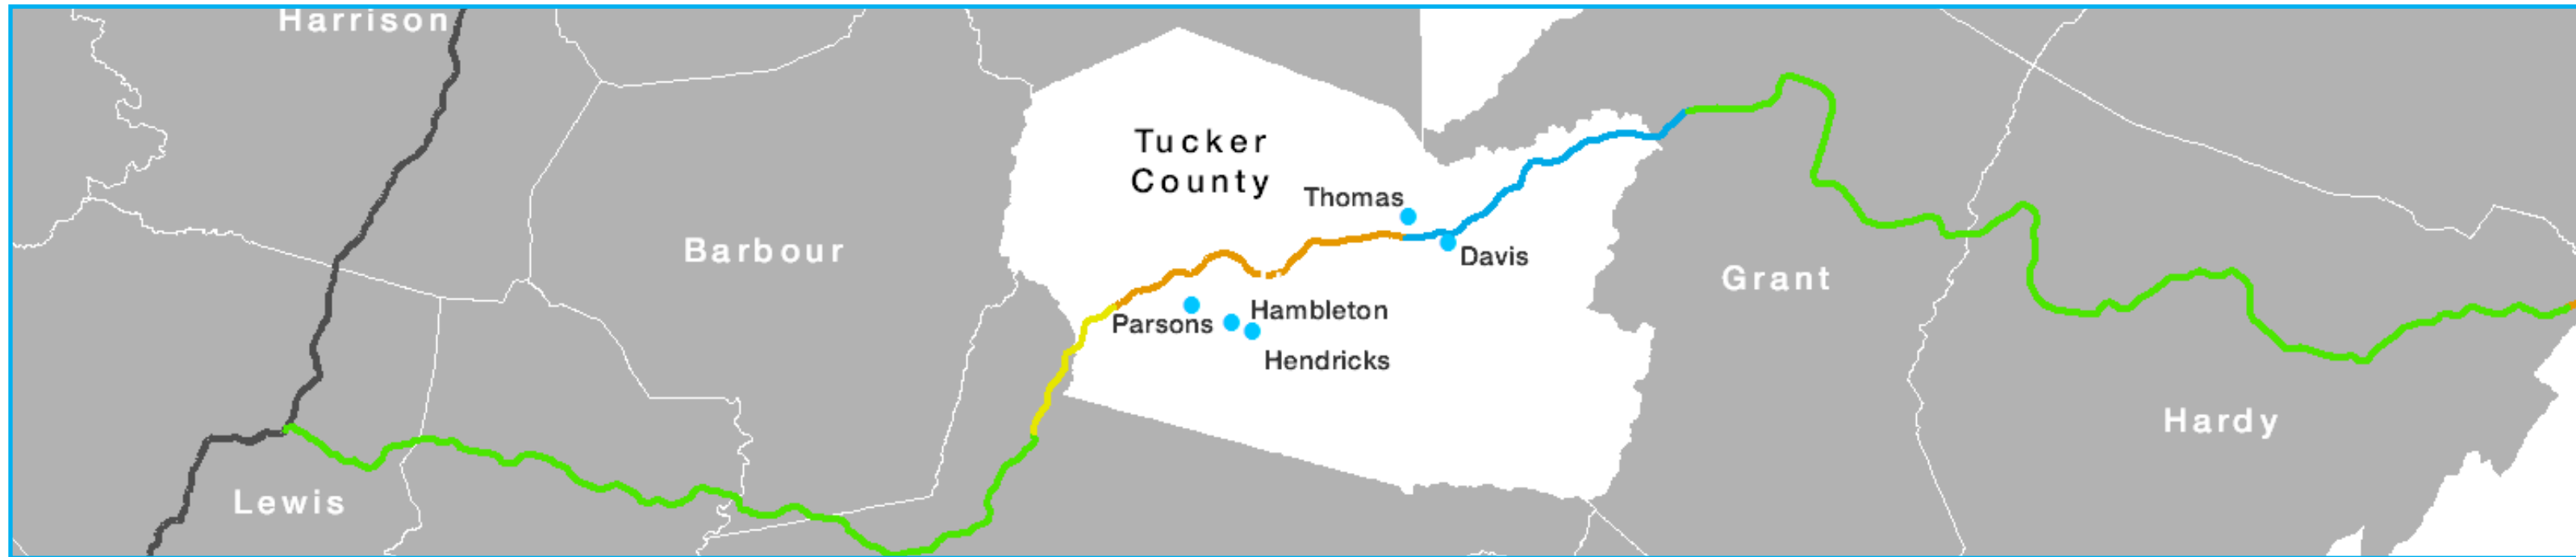 Harrison
Tucker
County
Thomas
Barbour
Davis
Grant
Hambleton
Parsons
Hendricks
Hardy
Lewis